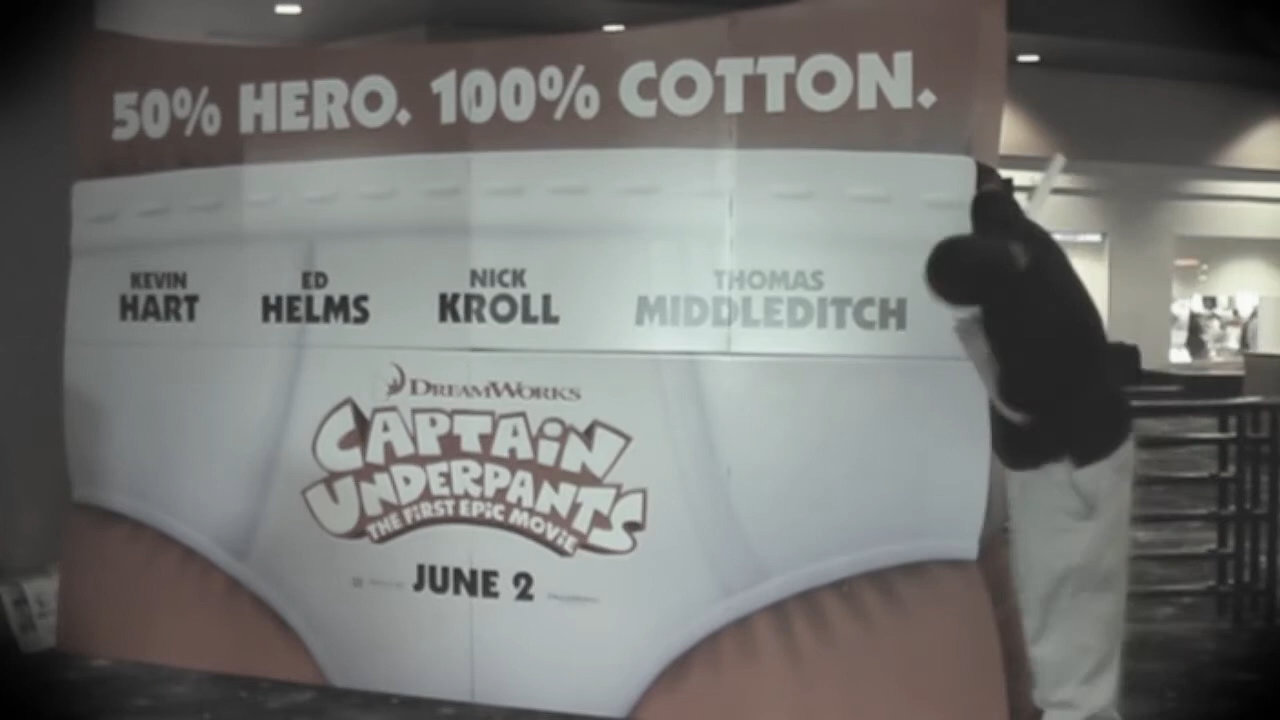 50% HERO. 100% COTTON.
KEVIN HART
ED HELMS
NICK KROLL
THOMAS MIDDLEDITCH
DREAMWORKS
CAPTAIN
UNDERPANTS
THE FIRST EPIC MOVIE
JUNE 2